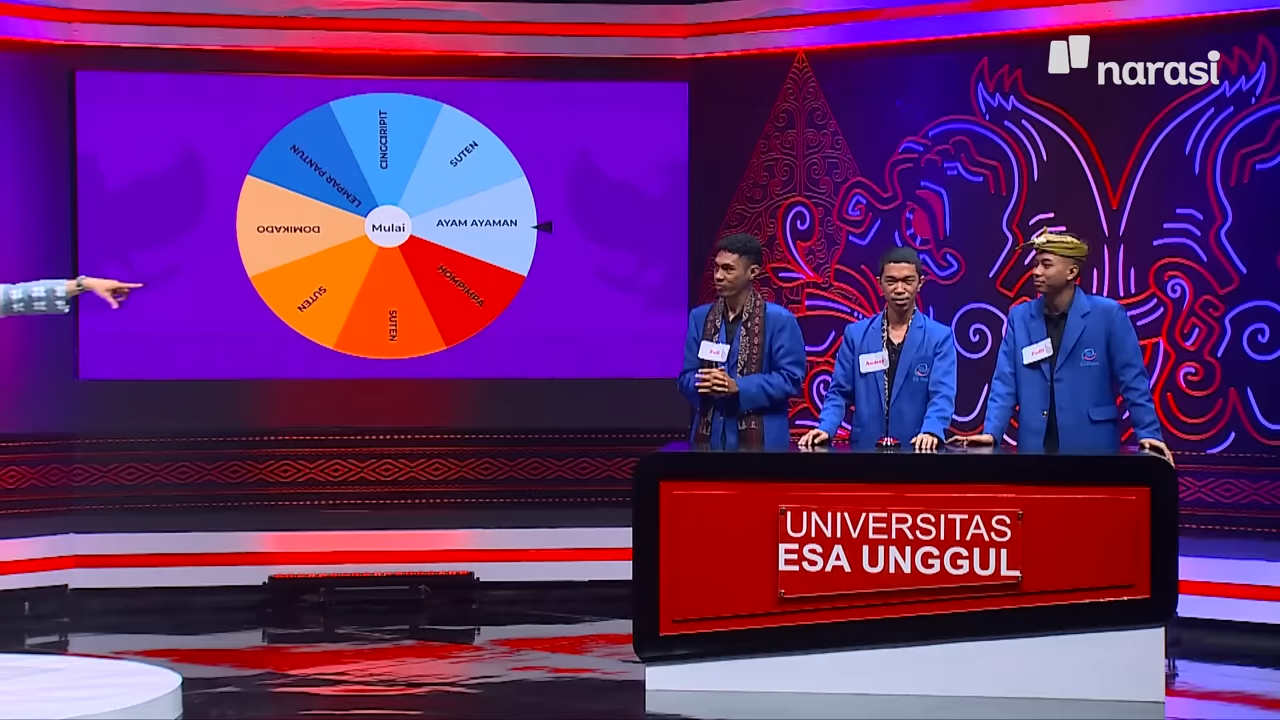 narasi
CINGCIRIPIT
SUTEN
AYAM AYAMAN
HOMPIMPA
SUTEN
SUTEN
DOMIKADO
LEMPAR PANTUN
Mulai
UNIVERSITAS
ESA UNGGUL